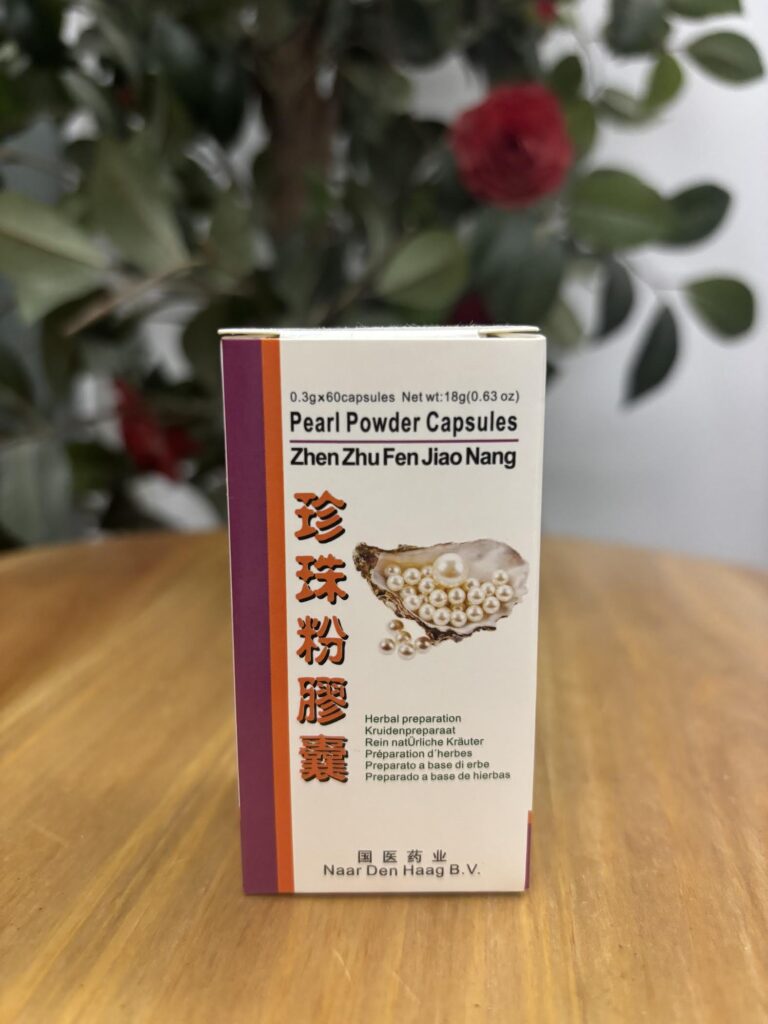 0.3g×60capsules Net wt:18g(0.63 oz)
Pearl Powder Capsules
Zhen Zhu Fen Jiao Nang
珍珠粉膠囊
Herbal preparation
Kruidenpreparaat
Rein natÜrliche Kräuter
Préparation d´herbes
Preparato a base di erbe
Preparado a base de hierbas
国医药业
Naar Den Haag B.V.